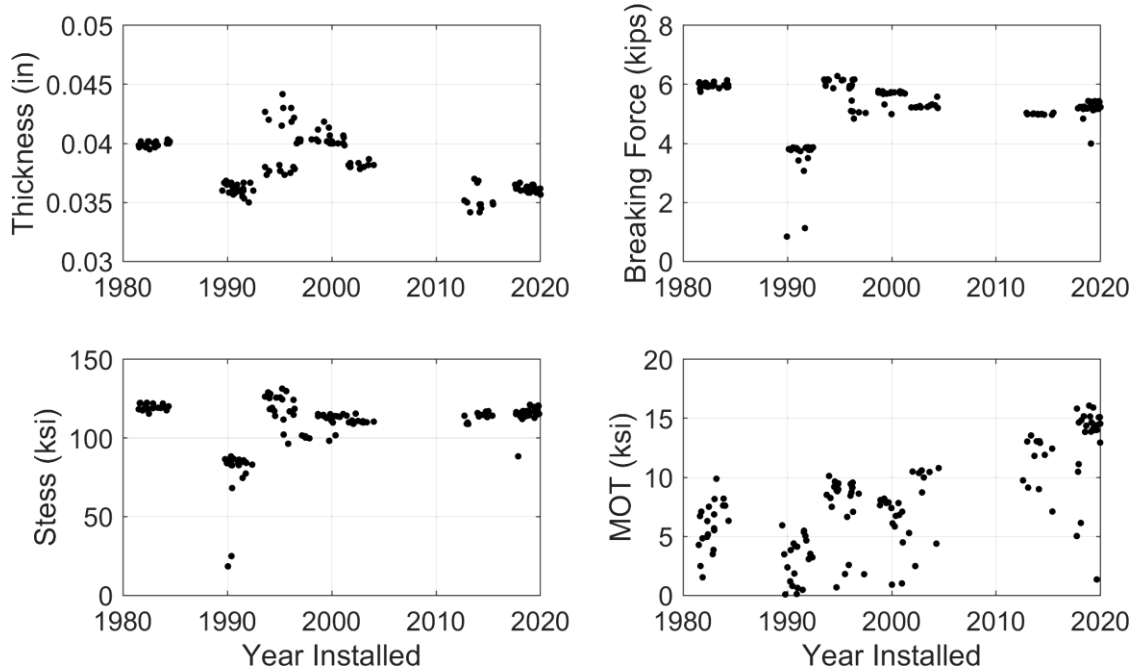 Thickness (in)
0.05
0.045
0.04
0.035
0.03
1980 1990 2000 2010 2020
Breaking Force (kips)
8
6
4
2
0
1980 1990 2000 2010 2020
Stess (ksi)
150
100
50
0
1980 1990 2000 2010 2020
Year Installed
MOT (ksi)
20
15
10
5
0
1980 1990 2000 2010 2020
Year Installed